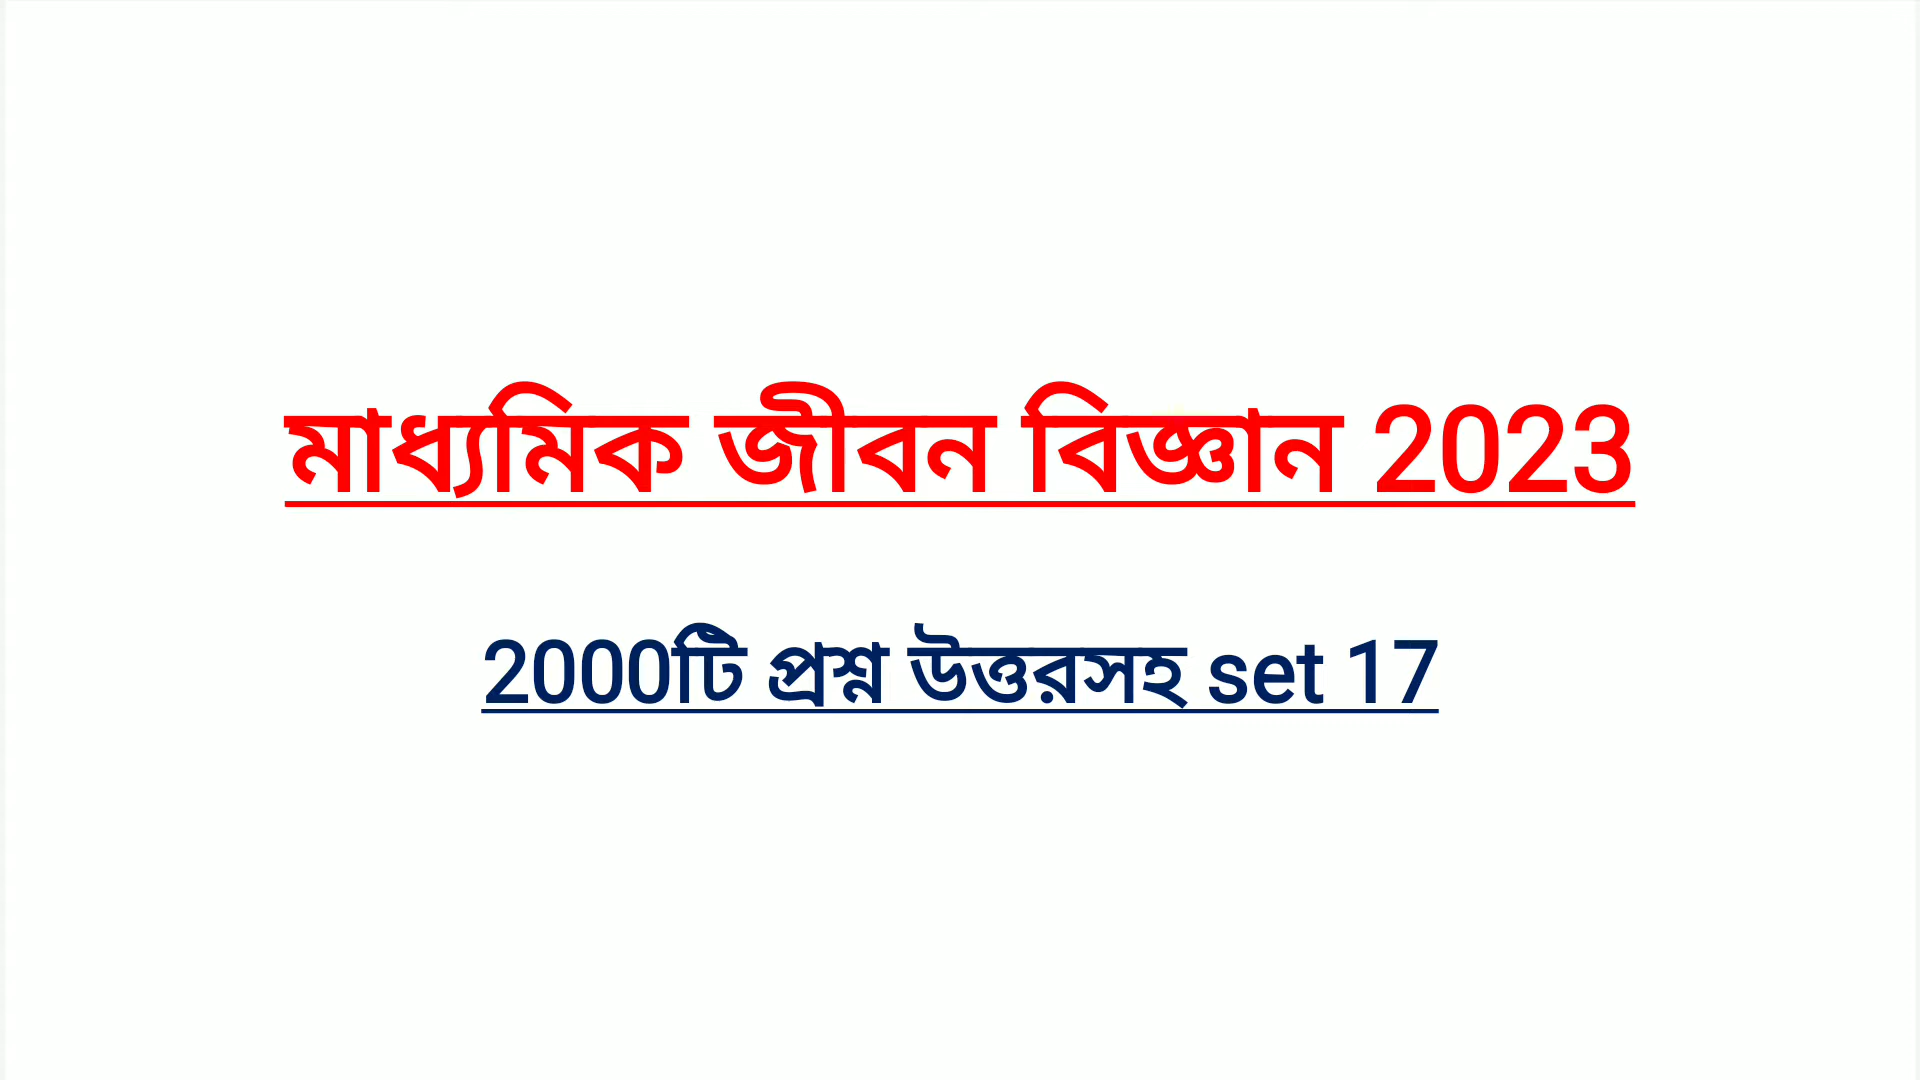 মাধ্যমিক জীবন বিজ্ঞান 2023
2000টি প্রশ্ন উত্তরসহ set 17